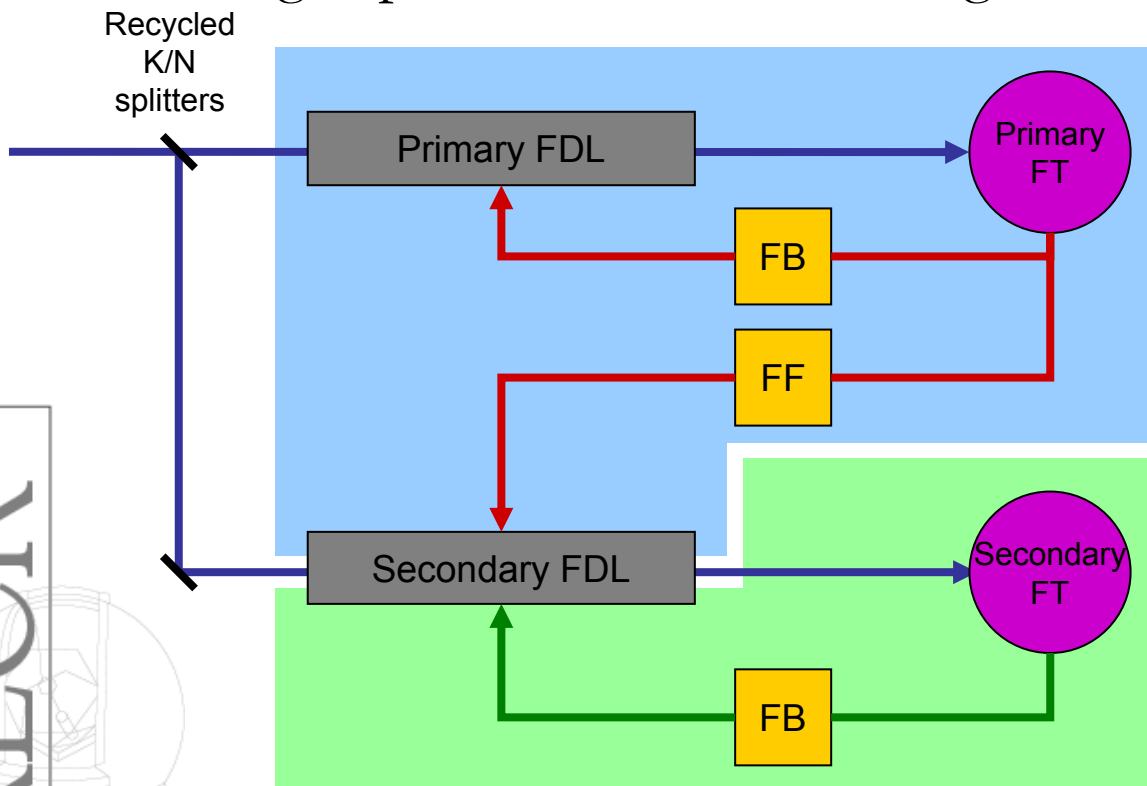 Recycled
K/N
splitters
Primary FDL
Primary
FT
FB
FF
Secondary FDL
Secondary
FT
FB